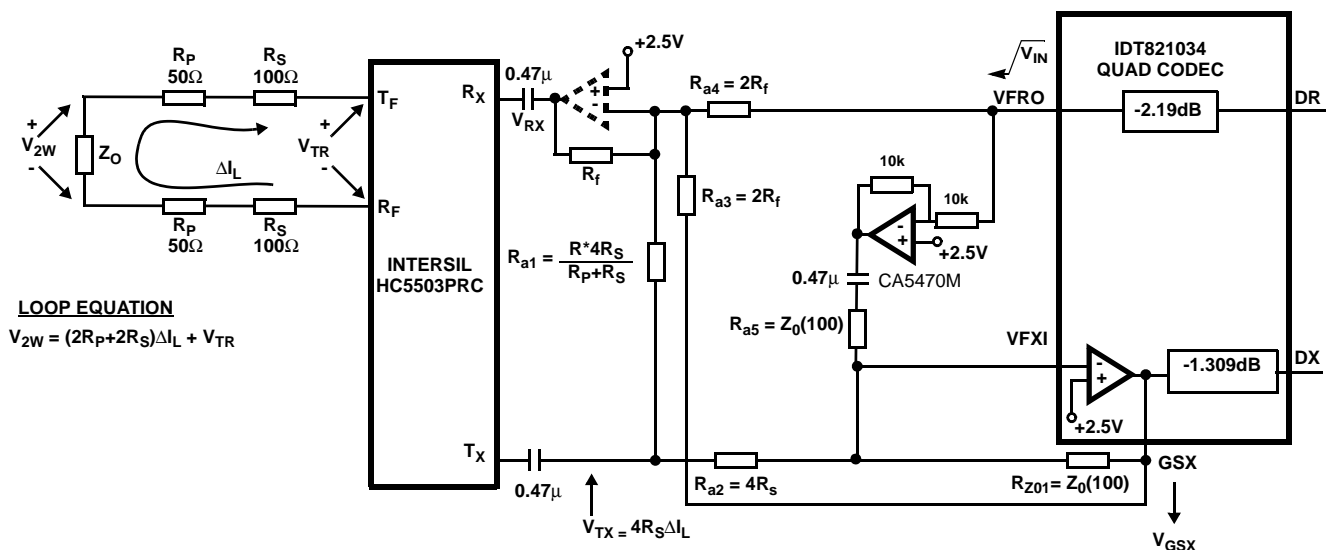 R_P
50Ω
R_S
100Ω
+
V_2W
-
Z_O
ΔI_L
+
V_TR
-
R_P
50Ω
R_S
100Ω
LOOP EQUATION
V_2W = (2R_P+2R_S)ΔI_L + V_TR
T_F
R_F
R_X
T_X
INTERSIL
HC5503PRC
0.47μ
V_RX
+
-
+2.5V
R_f
R_a1 = R*4R_S
R_P+R_S
R_a4 = 2R_f
R_a3 = 2R_f
V_IN
VFRO
10k
10k
-
+
+2.5V
0.47μ
CA5470M
R_a5 = Z_0(100)
VFXI
IDT821034
QUAD CODEC
-2.19dB
DR
-
+
+2.5V
-1.309dB
DX
0.47μ
V_TX = 4R_SΔI_L
R_a2 = 4R_s
R_Z01= Z_0(100)
GSX
V_GSX